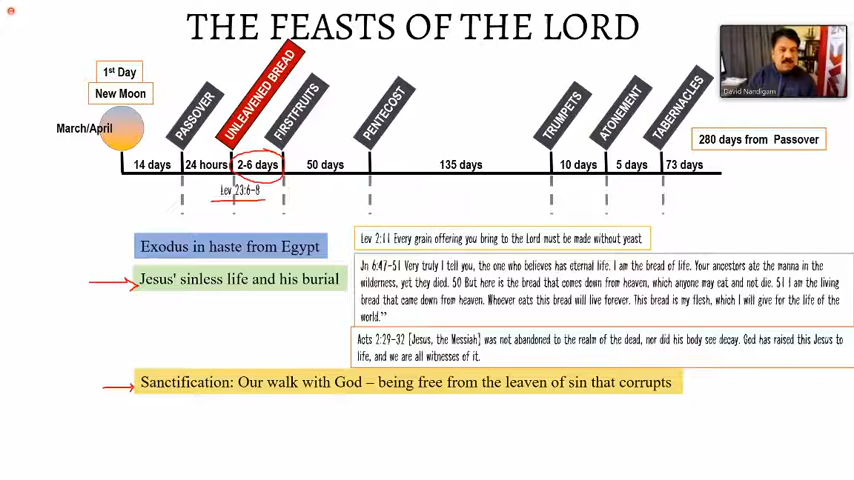 THE FEASTS OF THE LORD
1st Day
New Moon
March/April
PASSOVER
UNLEAVENED BREAD
FIRSTFRUITS
PENTECOST
TRUMPETS
ATONEMENT
TABERNACLES
David Nandigam
280 days from Passover
14 days
24 hours
2-6 days
50 days
135 days
10 days
5 days
73 days
Lev 23:6-8
Exodus in haste from Egypt
Lev 2:11 Every grain offering you bring to the Lord must be made without yeast
Jesus' sinless life and his burial
Jn 6:47-51 Very truly I tell you, the one who believes has eternal life. I am the bread of life. Your ancestors ate the manna in the
wilderness, yet they died. 50 But here is the bread that comes down from heaven, which anyone may eat and not die. 51 I am the living
bread that came down from heaven. Whoever eats this bread will live forever. This bread is my flesh, which I will give for the life of the
world.”
Acts 2:29-32 [Jesus, the Messiah] was not abandoned to the realm of the dead, nor did his body see decay. God has raised this Jesus to
life, and we are all witnesses of it.
Sanctification: Our walk with God – being free from the leaven of sin that corrupts